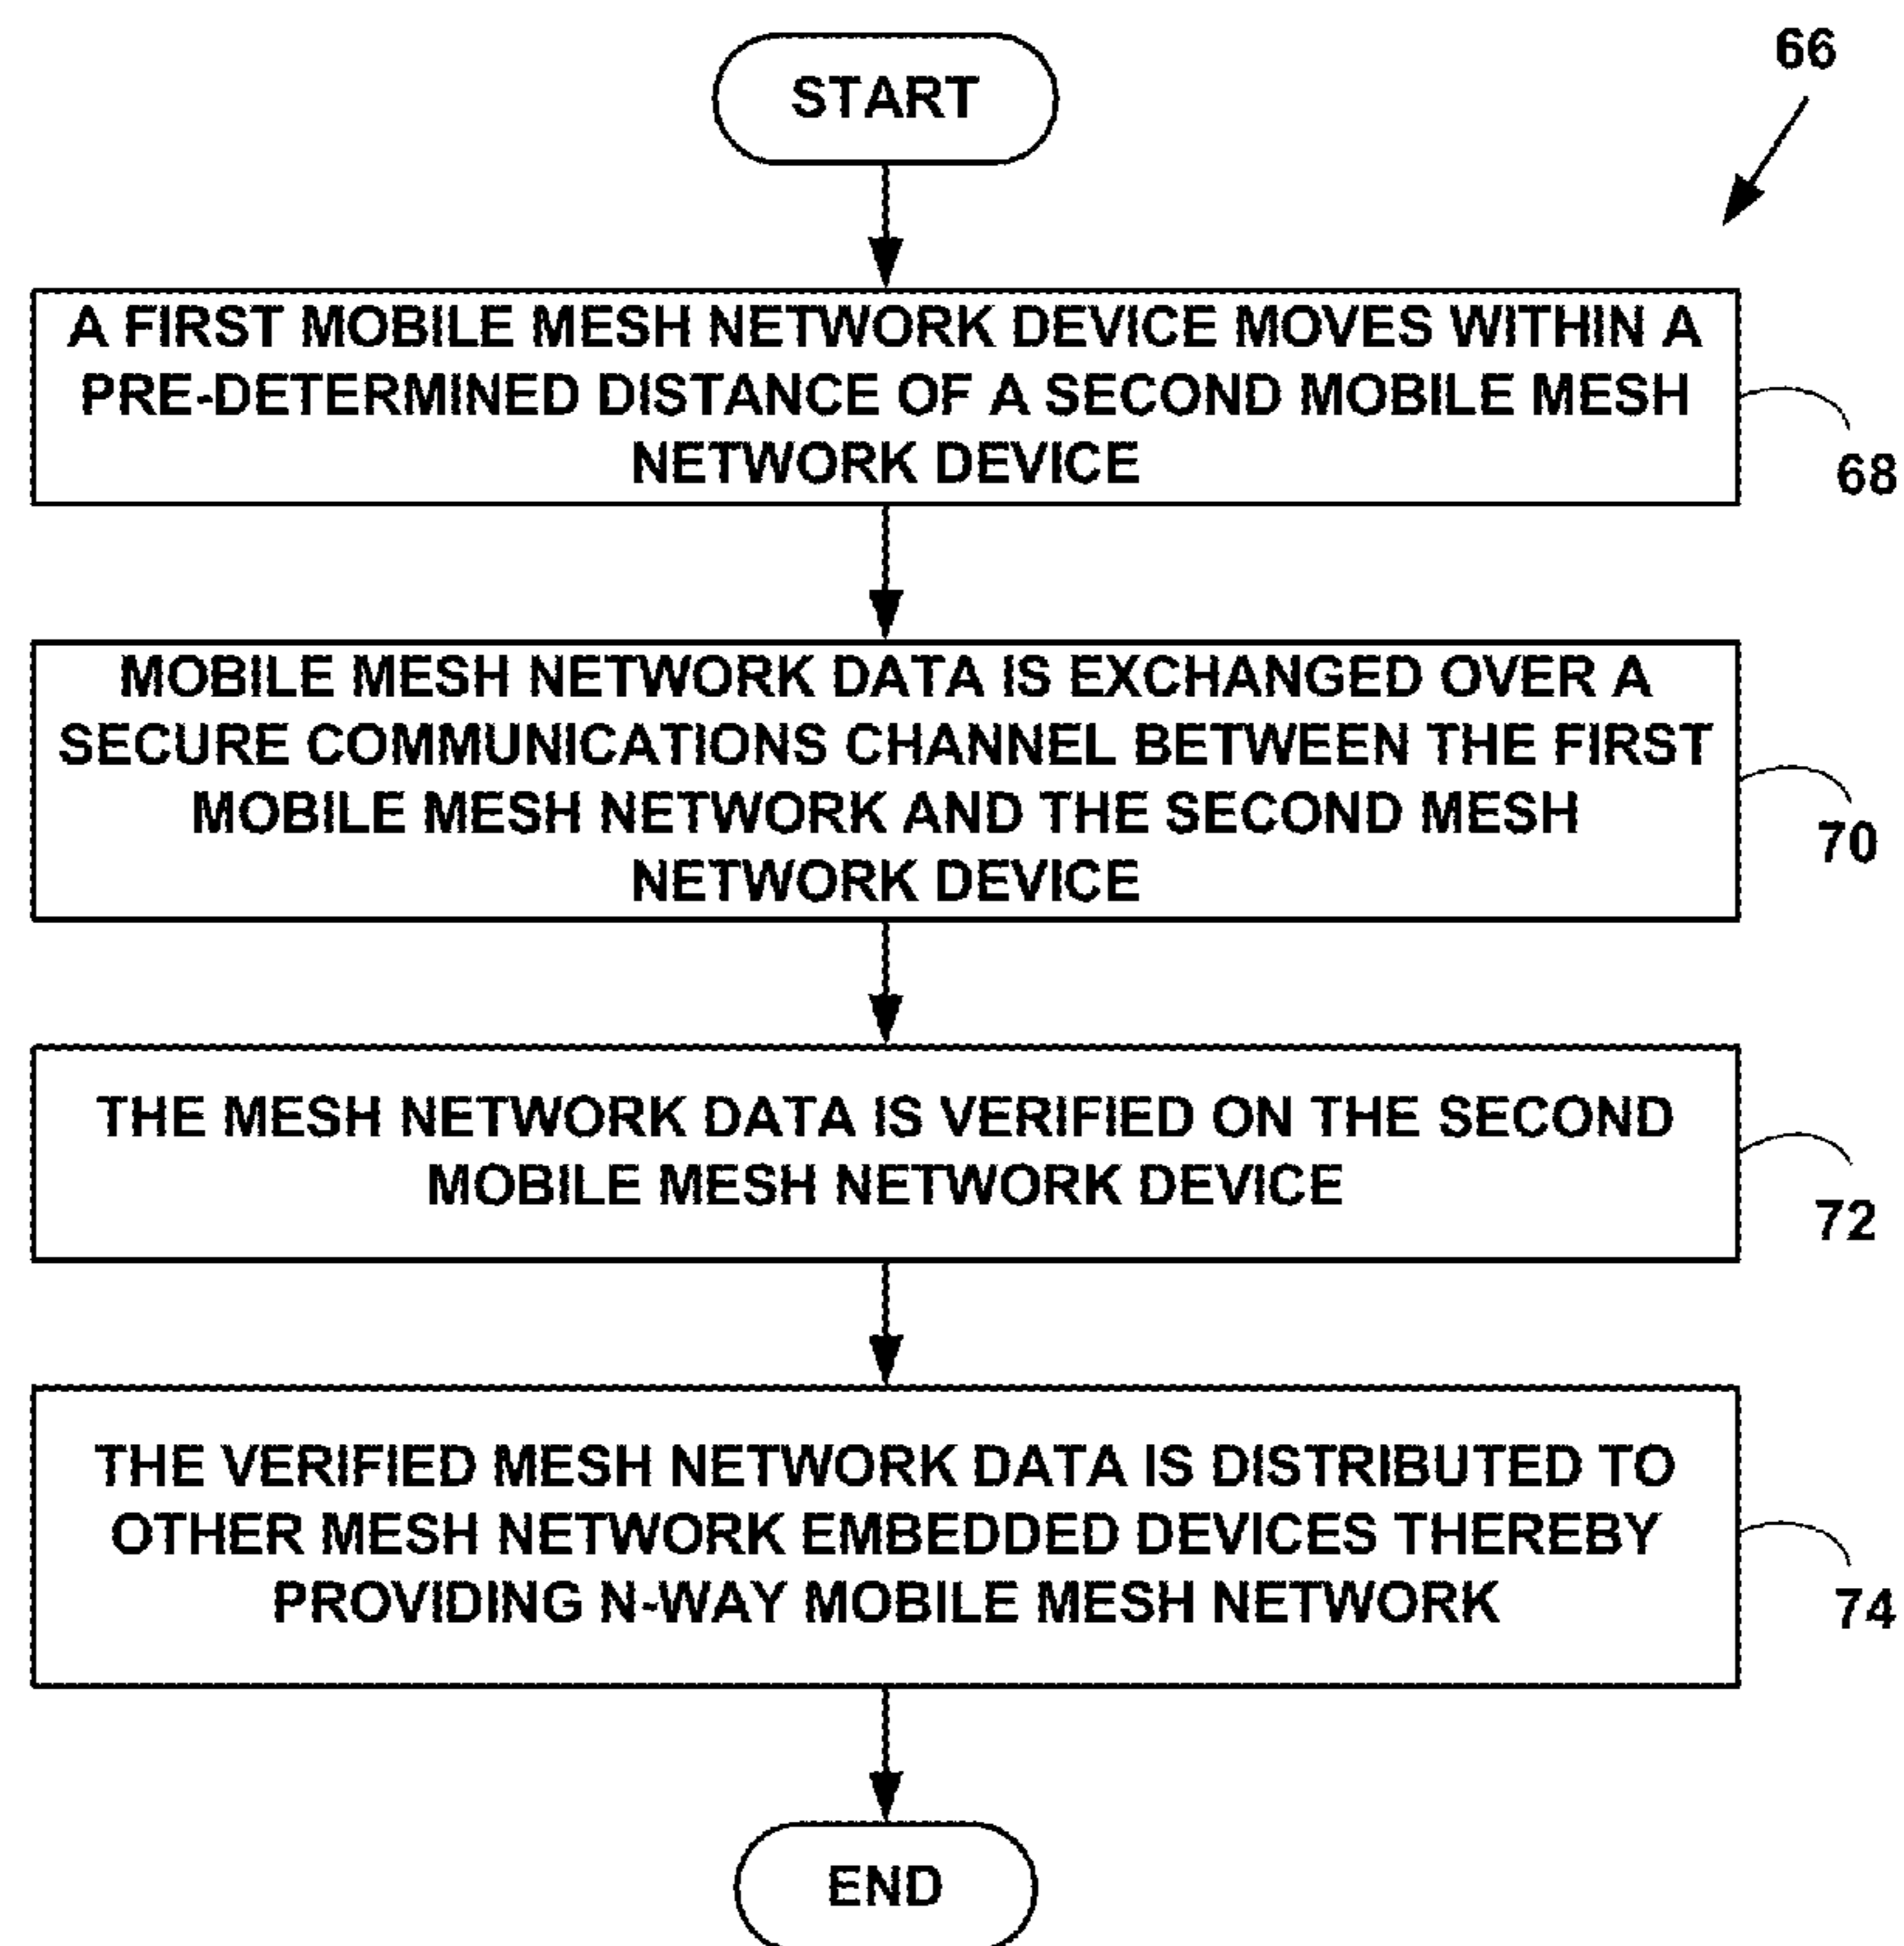 START
66
A FIRST MOBILE MESH NETWORK DEVICE MOVES WITHIN A
PRE-DETERMINED DISTANCE OF A SECOND MOBILE MESH
NETWORK DEVICE
68
MOBILE MESH NETWORK DATA IS EXCHANGED OVER A
SECURE COMMUNICATIONS CHANNEL BETWEEN THE FIRST
MOBILE MESH NETWORK AND THE SECOND MESH
NETWORK DEVICE
70
THE MESH NETWORK DATA IS VERIFIED ON THE SECOND
MOBILE MESH NETWORK DEVICE
72
THE VERIFIED MESH NETWORK DATA IS DISTRIBUTED TO
OTHER MESH NETWORK EMBEDDED DEVICES THEREBY
PROVIDING N-WAY MOBILE MESH NETWORK
74
END